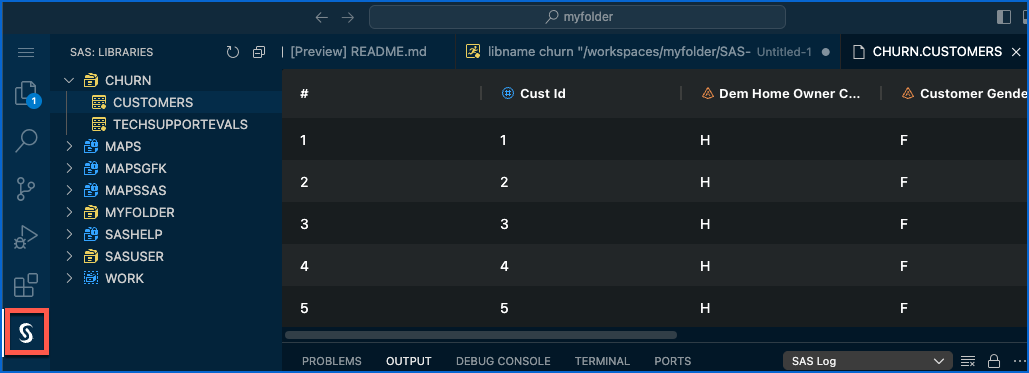 myfolder
SAS: LIBRARIES
[Preview] README.md
libname churn "/workspaces/myfolder/SAS- Untitled-1
CHURN.CUSTOMERS
1
CHURN
CUSTOMERS
TECHSUPPORTEVALS
MAPS
MAPSGFK
MAPSSAS
MYFOLDER
SASHELP
SASUSER
WORK
# Cust Id Dem Home Owner C... Customer Gende
1 1 H F
2 2 H F
3 3 H F
4 4 H F
5 5 H F
PROBLEMS OUTPUT DEBUG CONSOLE TERMINAL PORTS SAS Log